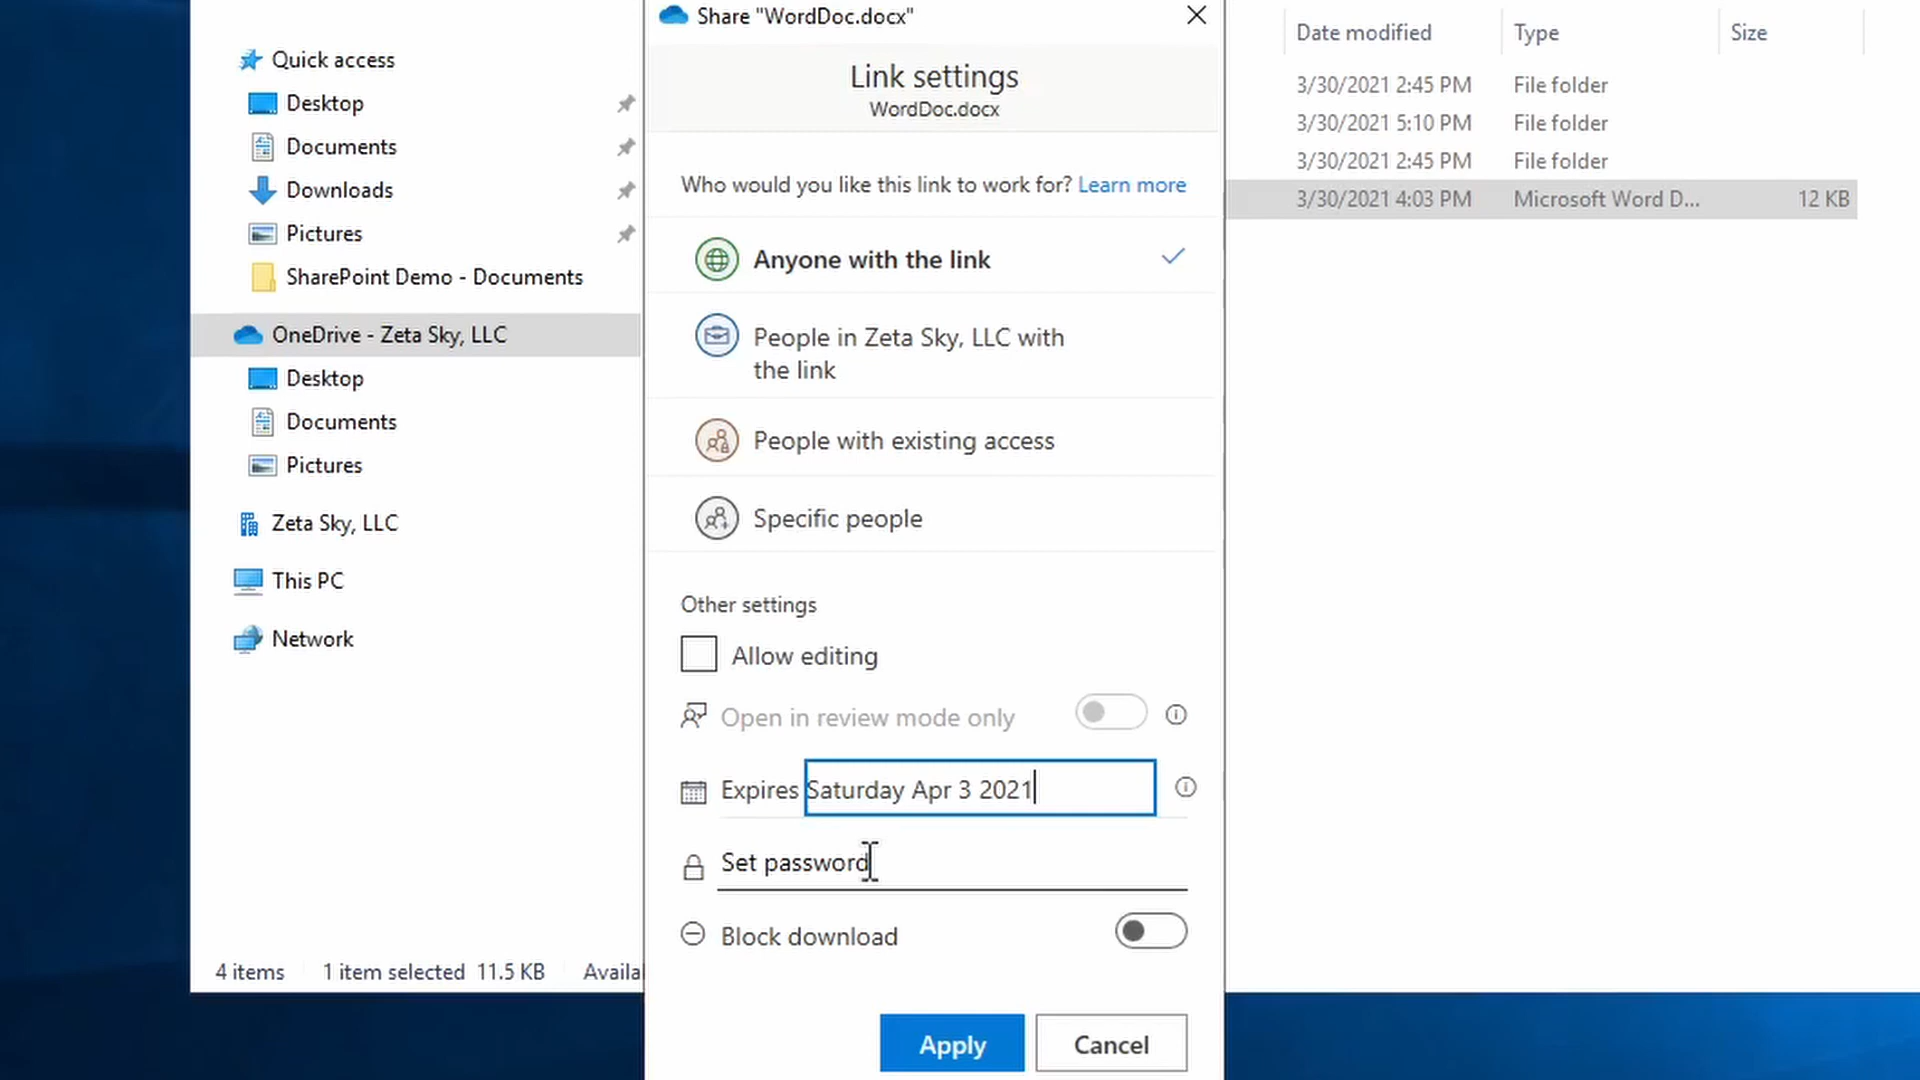 Quick access
Desktop
Documents
Downloads
Pictures
SharePoint Demo - Documents
OneDrive - Zeta Sky, LLC
Desktop
Documents
Pictures
Zeta Sky, LLC
This PC
Network
4 items 1 item selected 11.5 KB Availa
Share "WordDoc.docx"
Link settings
WordDoc.docx
Who would you like this link to work for? Learn more
Anyone with the link
People in Zeta Sky, LLC with
the link
People with existing access
Specific people
Other settings
Allow editing
Open in review mode only
Expires Saturday Apr 3 2021
Set password
Block download
Apply Cancel
Date modified Type Size
3/30/2021 2:45 PM File folder
3/30/2021 5:10 PM File folder
3/30/2021 2:45 PM File folder
3/30/2021 4:03 PM Microsoft Word D... 12 KB